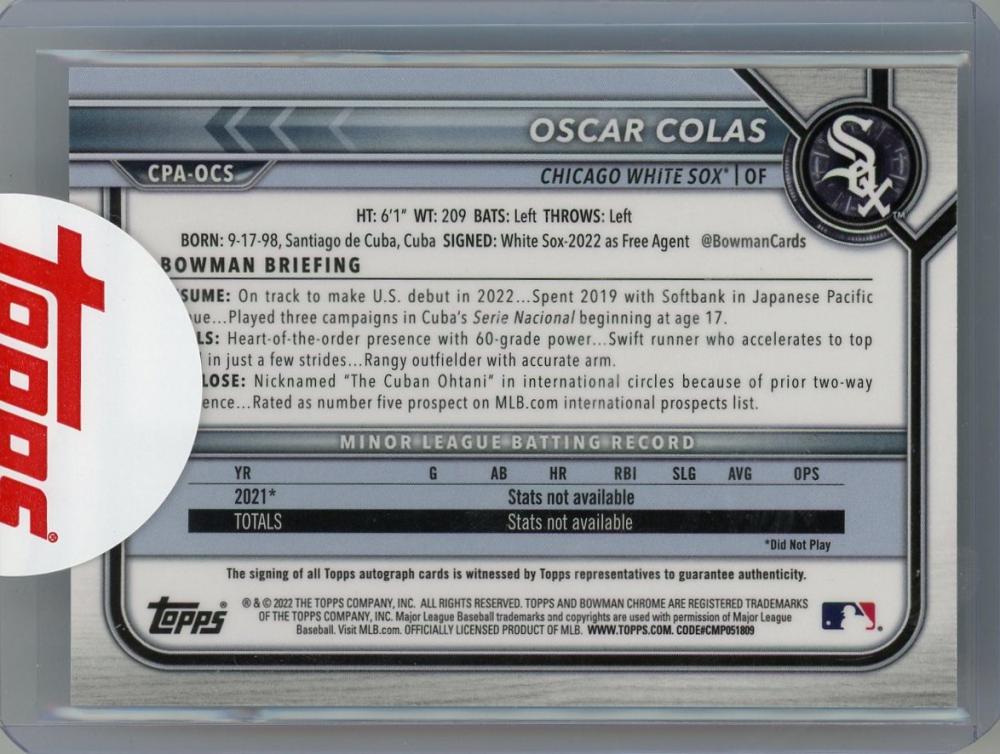 OSCAR COLAS
CPA-OCS
CHICAGO WHITE SOX® | OF
Sox
TM
HT: 6'1" WT: 209 BATS: Left THROWS: Left
BORN: 9-17-98, Santiago de Cuba, Cuba SIGNED: White Sox-2022 as Free Agent @BowmanCards
BOWMAN BRIEFING
SUME: On track to make U.S. debut in 2022...Spent 2019 with Softbank in Japanese Pacific
ue...Played three campaigns in Cuba's Serie Nacional beginning at age 17.
LS: Heart-of-the-order presence with 60-grade power...Swift runner who accelerates to top
in just a few strides...Rangy outfielder with accurate arm.
LOSE: Nicknamed "The Cuban Ohtani" in international circles because of prior two-way
ence...Rated as number five prospect on MLB.com international prospects list.
MINOR LEAGUE BATTING RECORD
YR G AB HR RBI SLG AVG OPS
2021* Stats not available
TOTALS Stats not available
*Did Not Play
The signing of all Topps autograph cards is witnessed by Topps representatives to guarantee authenticity.
topps®
® & © 2022 THE TOPPS COMPANY, INC. ALL RIGHTS RESERVED. TOPPS AND BOWMAN CHROME ARE REGISTERED TRADEMARKS
OF THE TOPPS COMPANY, INC. Major League Baseball trademarks and copyrights are used with permission of Major League
Baseball. Visit MLB.com. OFFICIALLY LICENSED PRODUCT OF MLB. WWW.TOPPS.COM. CODE#CMP051809
topps®